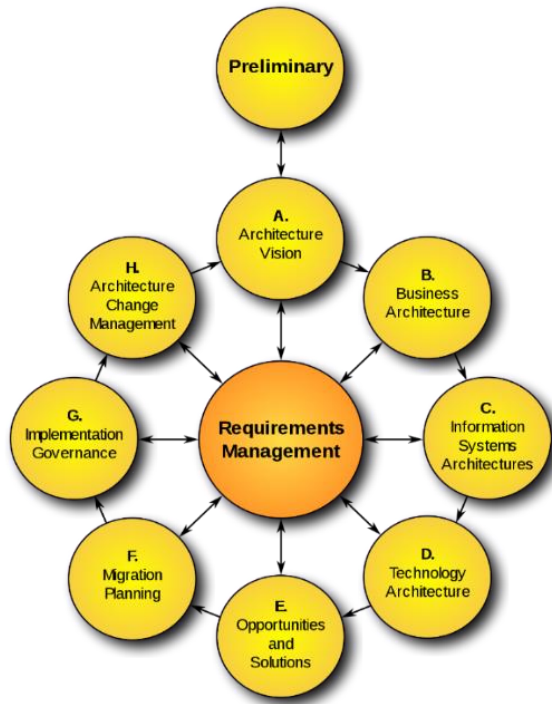 Preliminary
A.
Architecture
Vision
B.
Business
Architecture
C.
Information
Systems
Architectures
D.
Technology
Architecture
E.
Opportunities
and
Solutions
F.
Migration
Planning
G.
Implementation
Governance
H.
Architecture
Change
Management
Requirements
Management